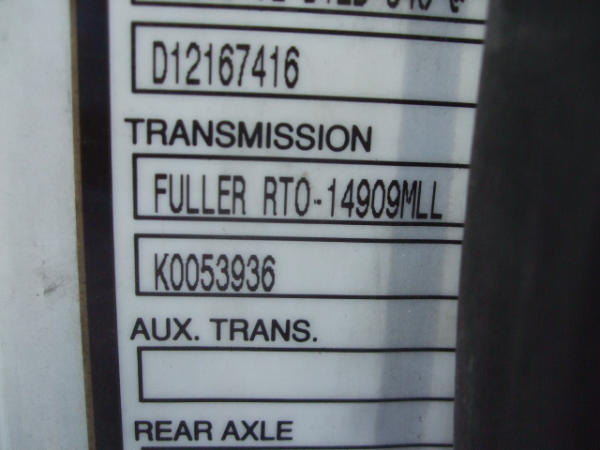 D12167416
TRANSMISSION
FULLER RTO-14909MLL
K0053936
AUX. TRANS.
REAR AXLE